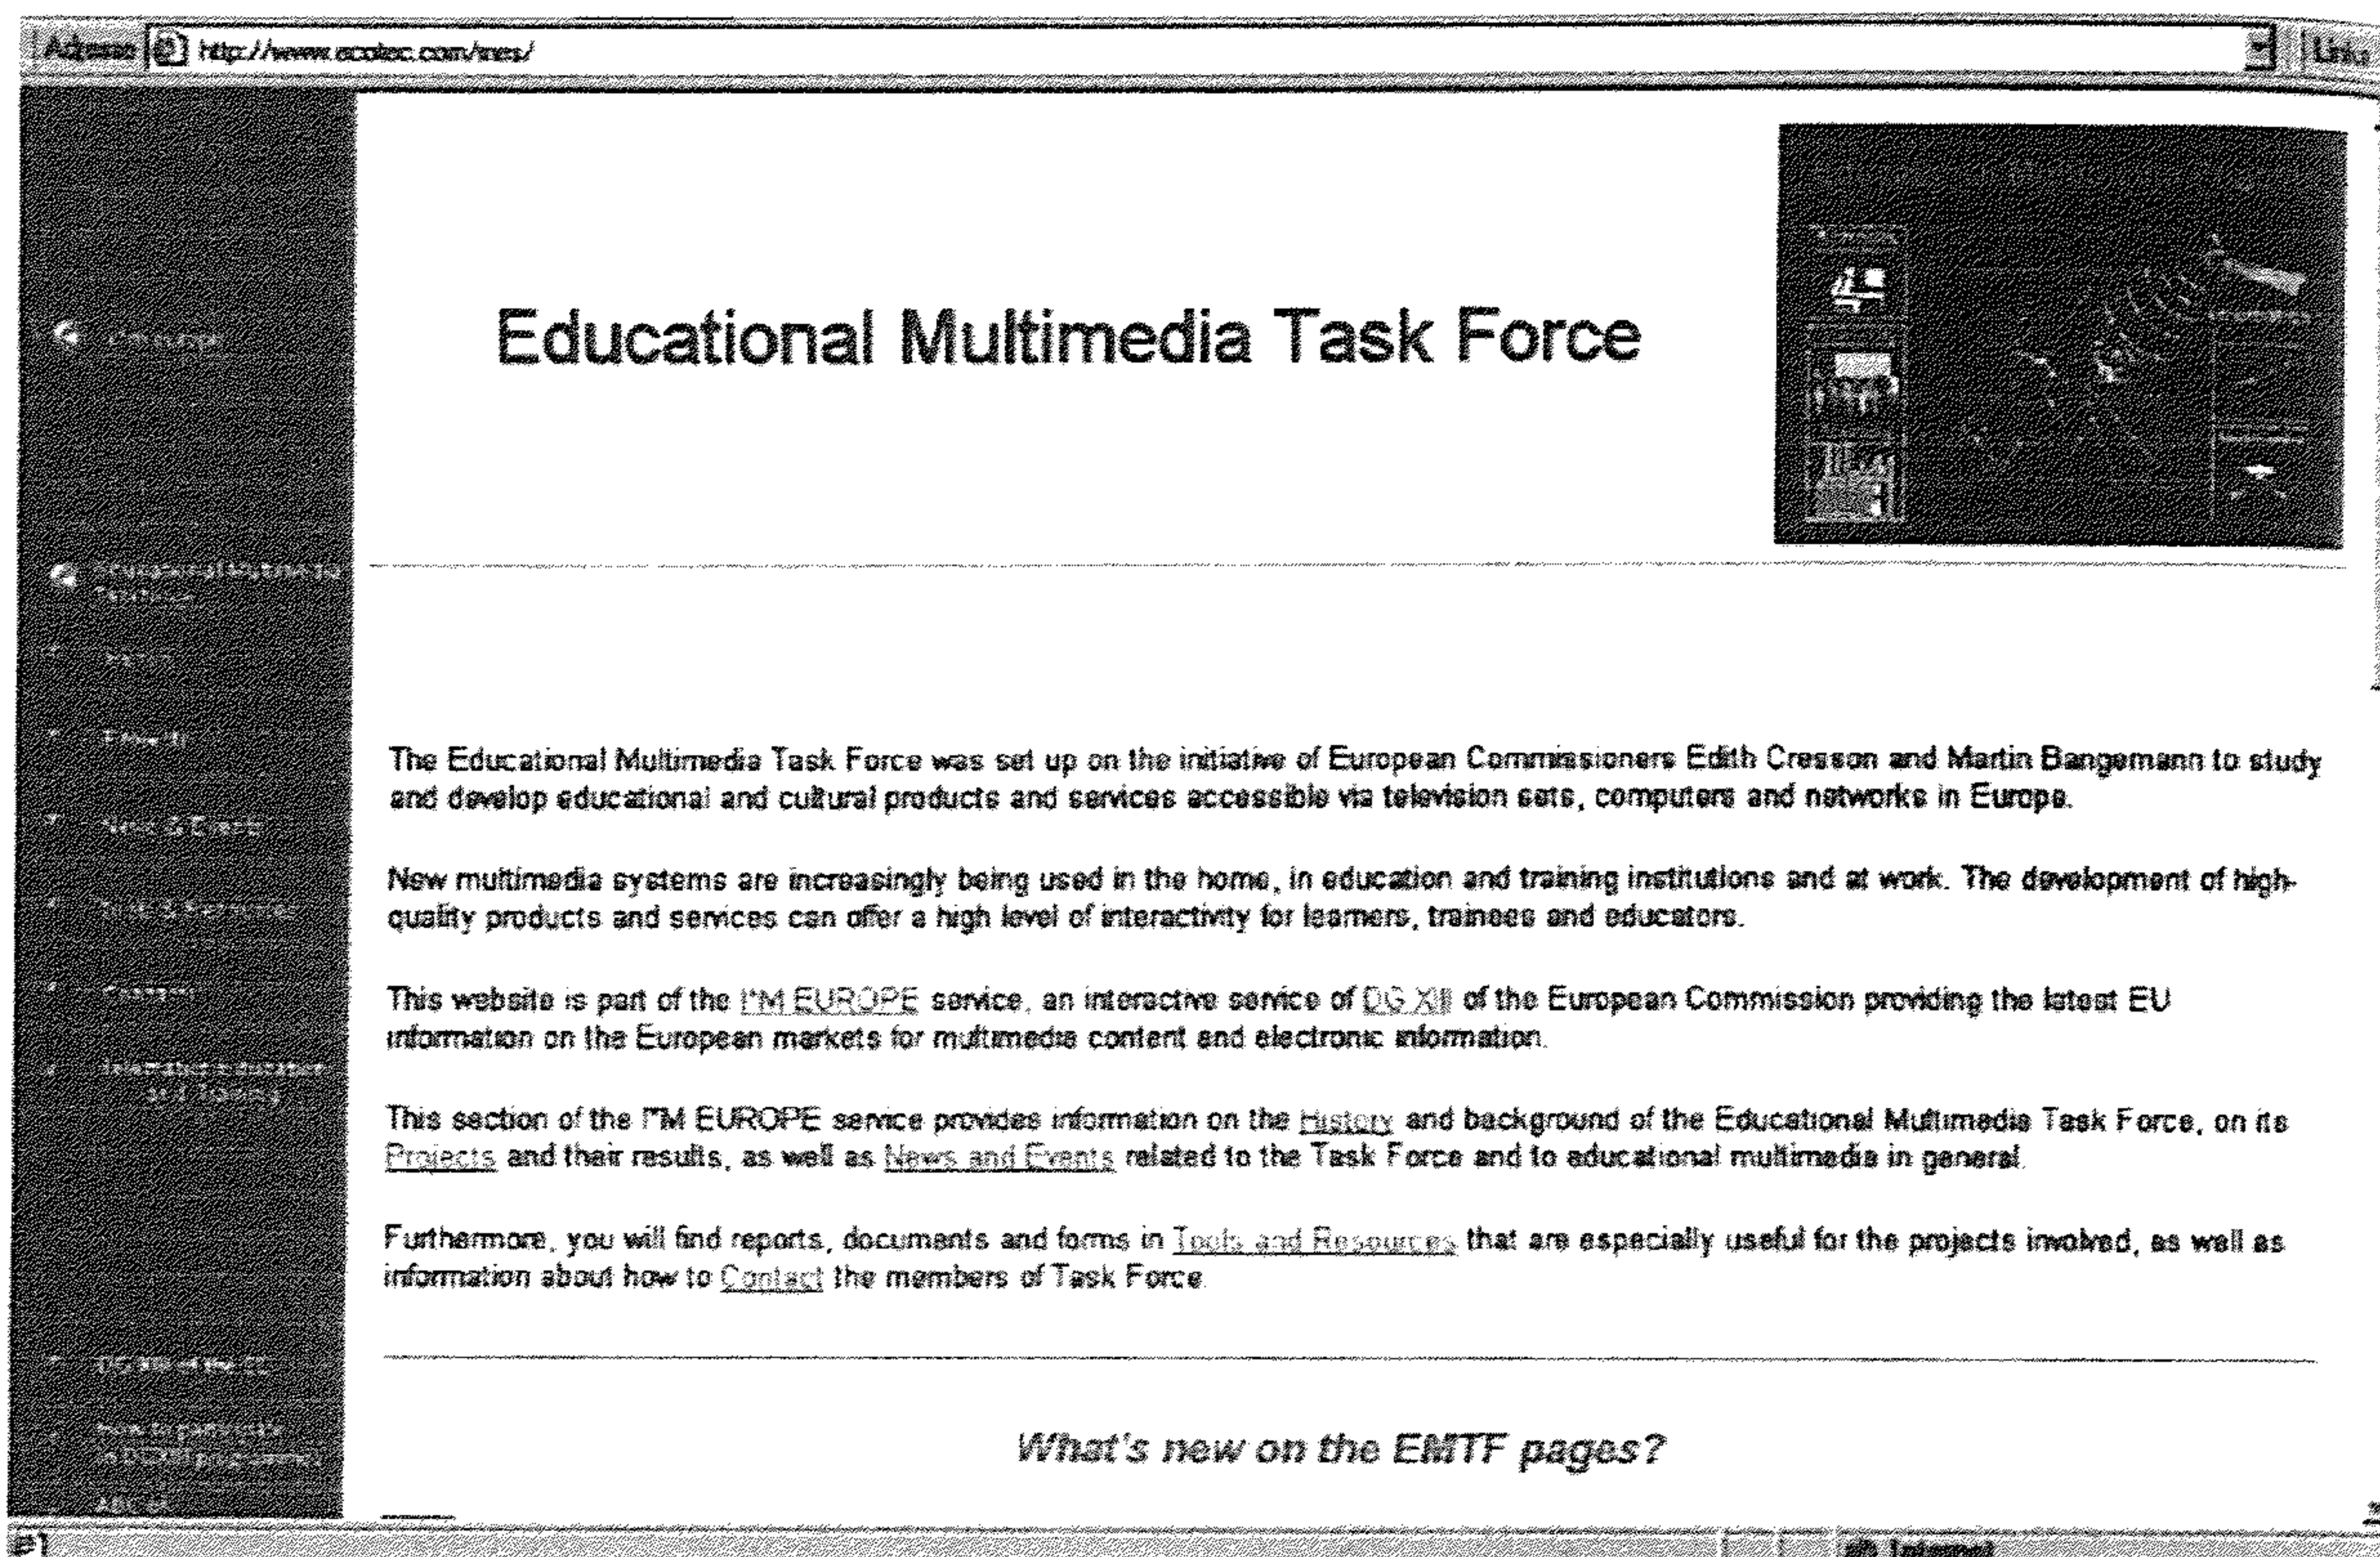 Adresse http://www.ecotec.com/mes/ Links
Educational Multimedia Task Force
The Educational Multimedia Task Force was set up on the initiative of European Commissioners Edith Cresson and Martin Bangemann to study
and develop educational and cultural products and services accessible via television sets, computers and networks in Europe.
New multimedia systems are increasingly being used in the home, in education and training institutions and at work. The development of high-
quality products and services can offer a high level of interactivity for learners, trainees and educators.
This website is part of the I*M EUROPE service, an interactive service of DG XIII of the European Commission providing the latest EU
information on the European markets for multimedia content and electronic information.
This section of the I*M EUROPE service provides information on the History and background of the Educational Multimedia Task Force, on its
Projects and their results, as well as News and Events related to the Task Force and to educational multimedia in general.
Furthermore, you will find reports, documents and forms in Tools and Resources that are especially useful for the projects involved, as well as
information about how to Contact the members of Task Force.
What's new on the EMTF pages?
News & Events
Contact
and Training
ABC of
Internet